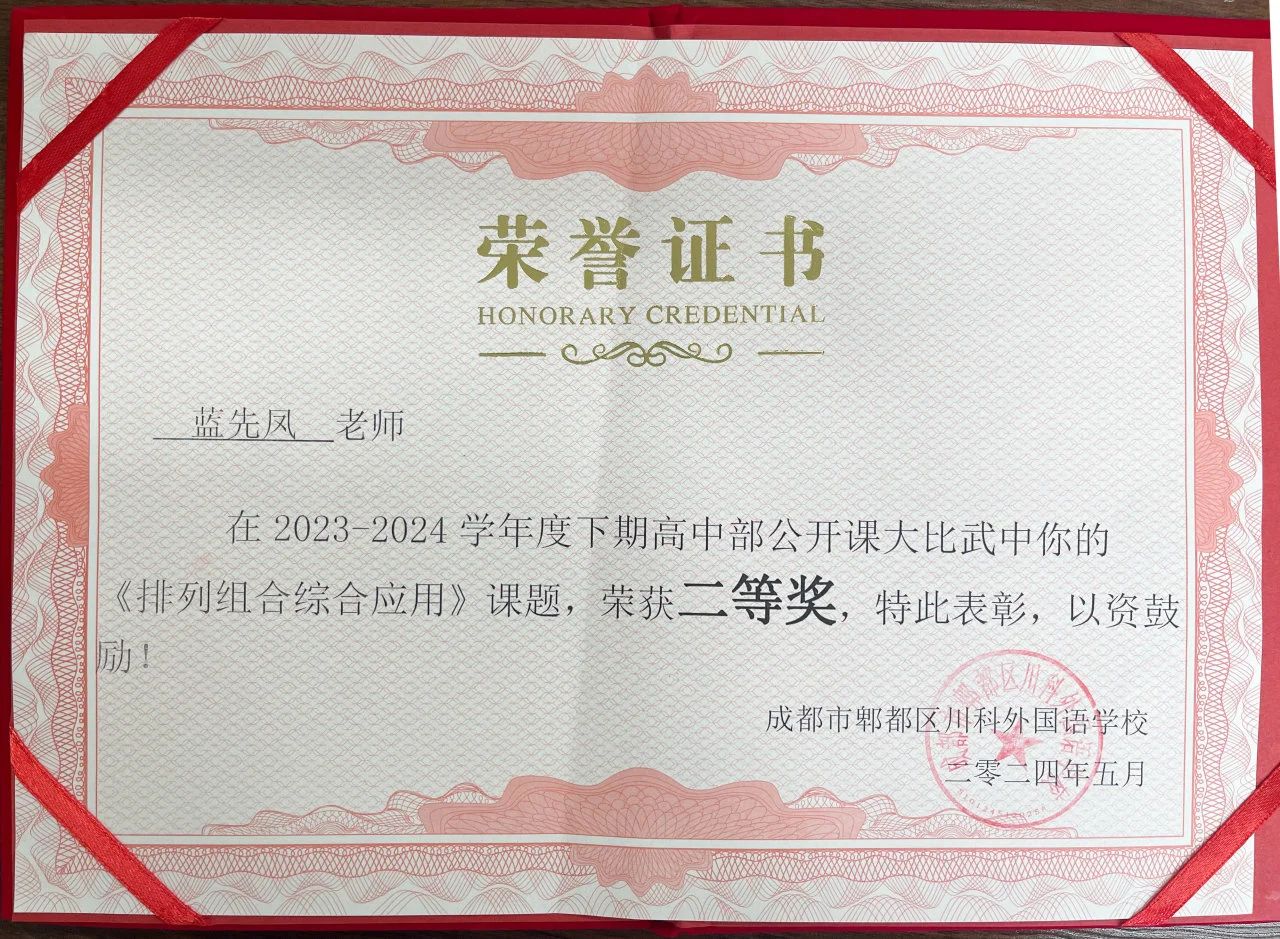 荣誉证书
HONORARY CREDENTIAL
蓝先凤 老师
在 2023-2024 学年度下期高中部公开课大比武中你的
《排列组合综合应用》课题，荣获二等奖，特此表彰，以资鼓
励！
成都市郫都区川科外国语学校
二零二四年五月